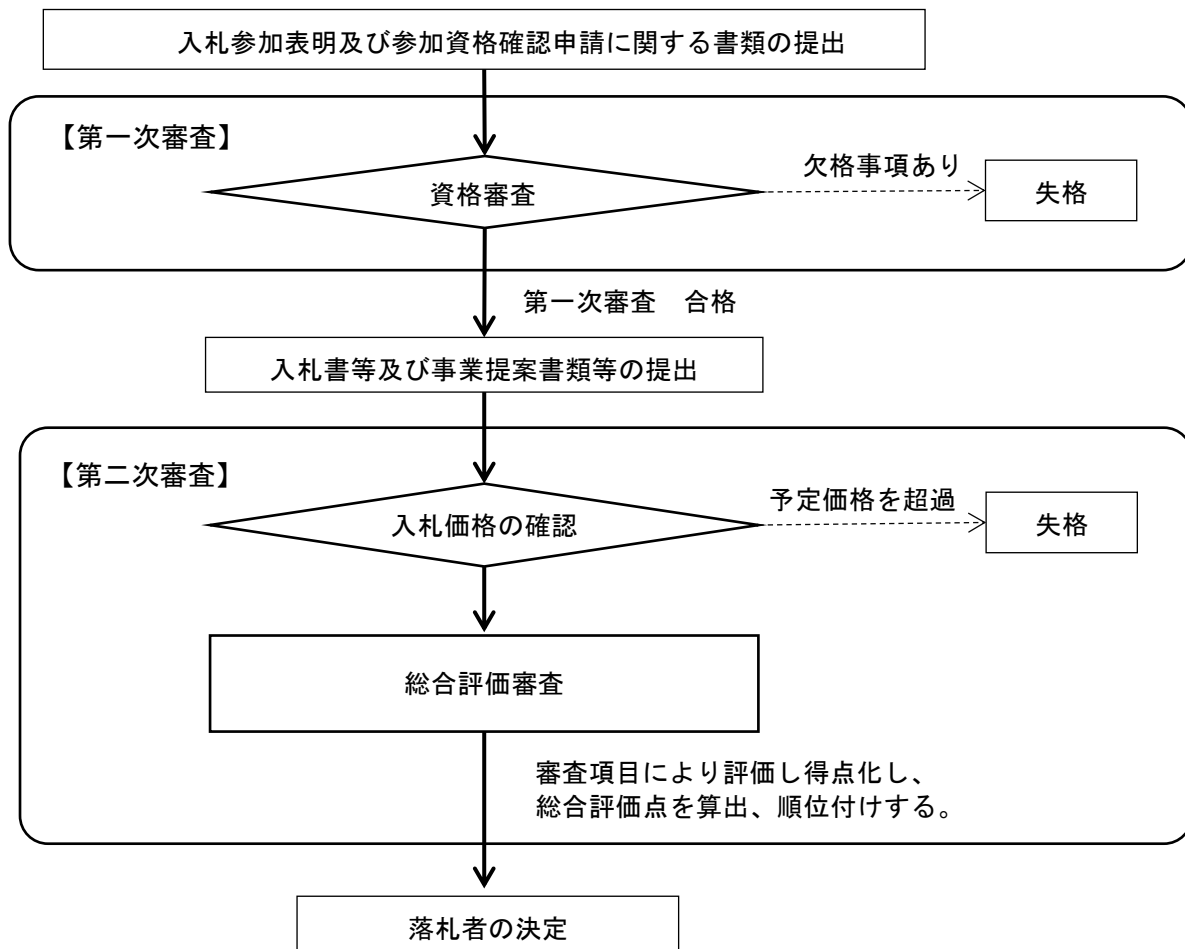 入札参加表明及び参加資格確認申請に関する書類の提出
【第一次審査】
欠格事項あり
資格審査
失格
第一次審査　合格
入札書等及び事業提案書類等の提出
【第二次審査】
予定価格を超過
入札価格の確認
失格
総合評価審査
審査項目により評価し得点化し、
総合評価点を算出、順位付けする。
落札者の決定